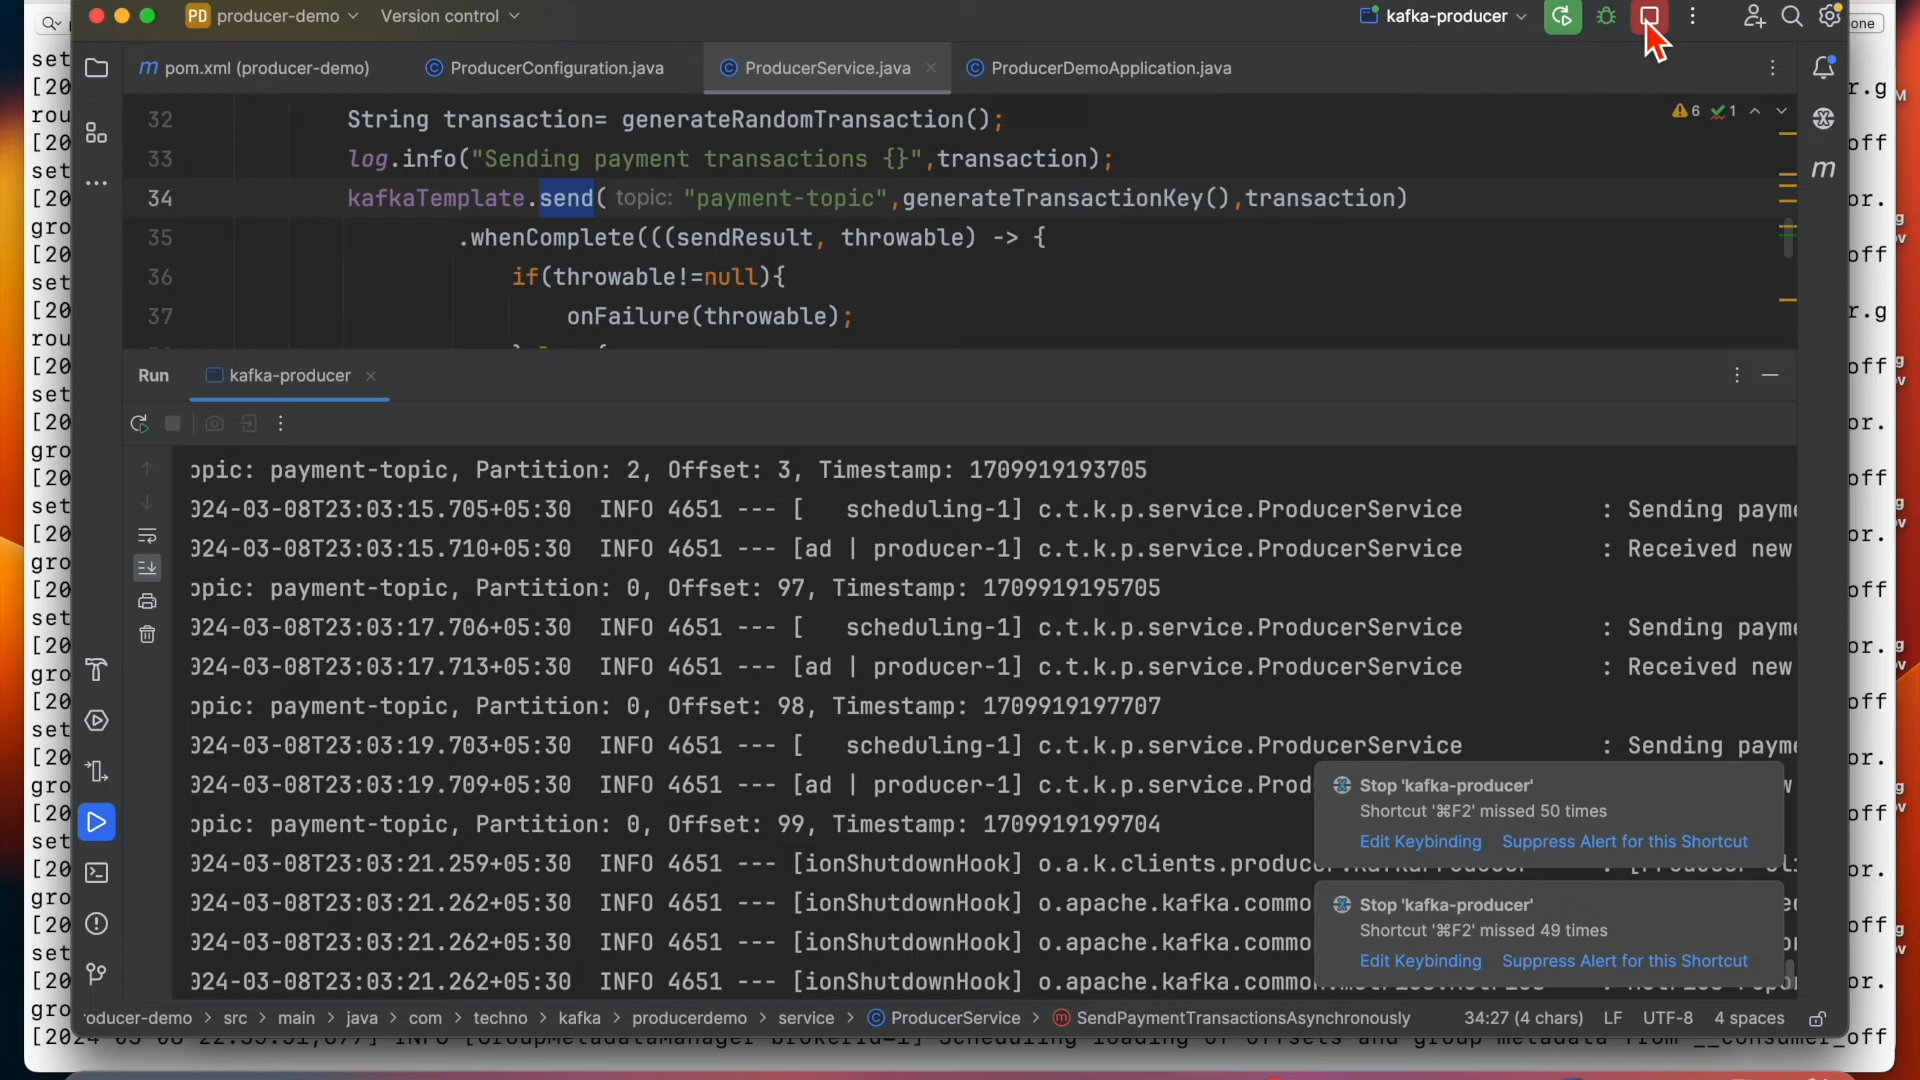 PD producer-demo Version control kafka-producer
one
pom.xml (producer-demo) ProducerConfiguration.java ProducerService.java ProducerDemoApplication.java
32 String transaction= generateRandomTransaction(); 6 1
33 log.info("Sending payment transactions {}",transaction);
34 kafkaTemplate.send( topic: "payment-topic",generateTransactionKey(),transaction)
35 .whenComplete(((sendResult, throwable) -> {
36 if(throwable!=null){
37 onFailure(throwable);
Run kafka-producer
opic: payment-topic, Partition: 2, Offset: 3, Timestamp: 1709919193705
024-03-08T23:03:15.705+05:30 INFO 4651 --- [ scheduling-1] c.t.k.p.service.ProducerService : Sending payme
024-03-08T23:03:15.710+05:30 INFO 4651 --- [ad | producer-1] c.t.k.p.service.ProducerService : Received new
opic: payment-topic, Partition: 0, Offset: 97, Timestamp: 1709919195705
024-03-08T23:03:17.706+05:30 INFO 4651 --- [ scheduling-1] c.t.k.p.service.ProducerService : Sending payme
024-03-08T23:03:17.713+05:30 INFO 4651 --- [ad | producer-1] c.t.k.p.service.ProducerService : Received new
opic: payment-topic, Partition: 0, Offset: 98, Timestamp: 1709919197707
024-03-08T23:03:19.703+05:30 INFO 4651 --- [ scheduling-1] c.t.k.p.service.ProducerService : Sending payme
024-03-08T23:03:19.709+05:30 INFO 4651 --- [ad | producer-1] c.t.k.p.service.Prod
opic: payment-topic, Partition: 0, Offset: 99, Timestamp: 1709919199704
024-03-08T23:03:21.259+05:30 INFO 4651 --- [ionShutdownHook] o.a.k.clients.produc
024-03-08T23:03:21.262+05:30 INFO 4651 --- [ionShutdownHook] o.apache.kafka.commo
024-03-08T23:03:21.262+05:30 INFO 4651 --- [ionShutdownHook] o.apache.kafka.commo
024-03-08T23:03:21.262+05:30 INFO 4651 --- [ionShutdownHook] o.apache.kafka.common
Stop 'kafka-producer'
Shortcut '⌘F2' missed 50 times
Edit Keybinding Suppress Alert for this Shortcut
Stop 'kafka-producer'
Shortcut '⌘F2' missed 49 times
Edit Keybinding Suppress Alert for this Shortcut
oducer-demo > src > main > java > com > techno > kafka > producerdemo > service > ProducerService > SendPaymentTransactionsAsynchronously 34:27 (4 chars) LF UTF-8 4 spaces